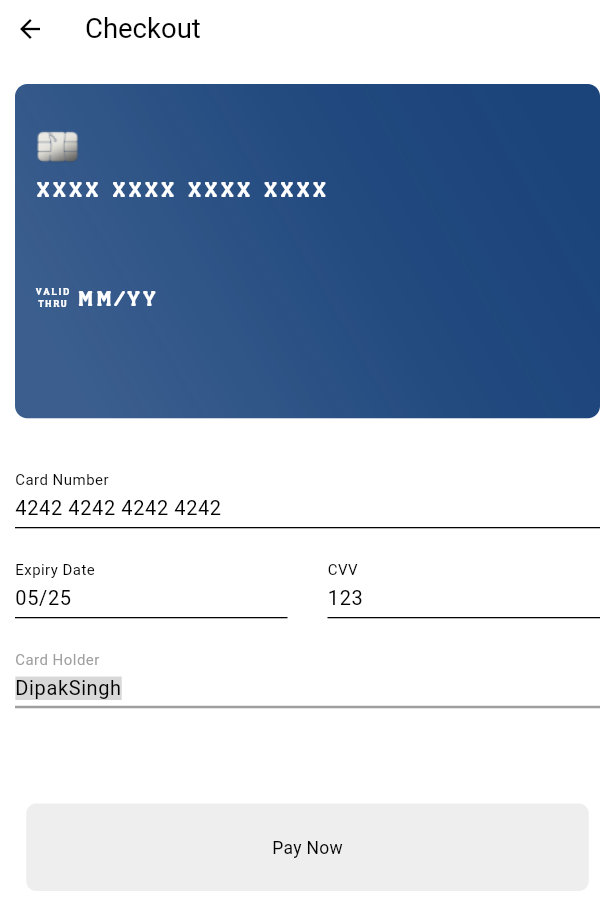 Checkout
XXXX XXXX XXXX XXXX
VALID THRU MM/YY
Card Number
4242 4242 4242 4242
Expiry Date CVV
05/25 123
Card Holder
DipakSingh
Pay Now